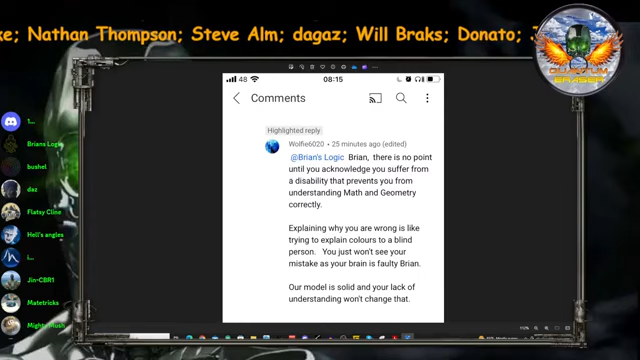 ke; Nathan Thompson; Steve Alm; dagaz; Will Braks; Donato; J
QUANTUM
ERASER
48
08:15
Comments
Highlighted reply
Wolfie6020 • 25 minutes ago (edited)
@Brian's Logic Brian, there is no point
until you acknowledge you suffer from
a disability that prevents you from
understanding Math and Geometry
correctly.
Explaining why you are wrong is like
trying to explain colours to a blind
person. You just won't see your
mistake as your brain is faulty Brian.
Our model is solid and your lack of
understanding won't change that.
1...
Brians Logic
bushel
daz
Flatsy Cline
Hell's angles
i...
Jin-CBR1
Matetricks
Mighty Mush